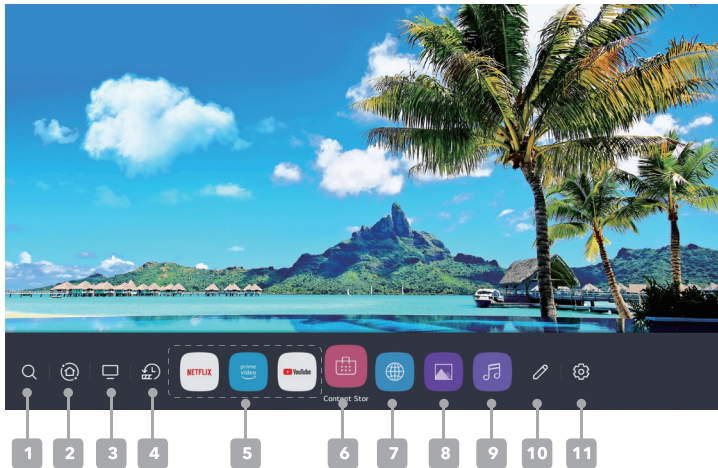 NETFLIX
prime
video
YouTube
Content Stor
1 2 3 4 5 6 7 8 9 10 11